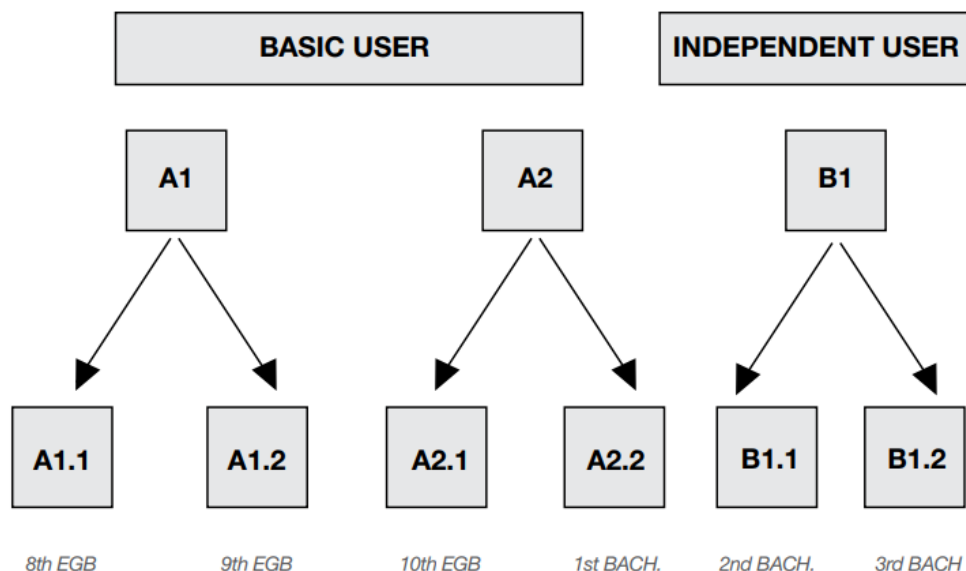 BASIC USER
INDEPENDENT USER
A1
A2
B1
A1.1
A1.2
A2.1
A2.2
B1.1
B1.2
8th EGB
9th EGB
10th EGB
1st BACH.
2nd BACH.
3rd BACH